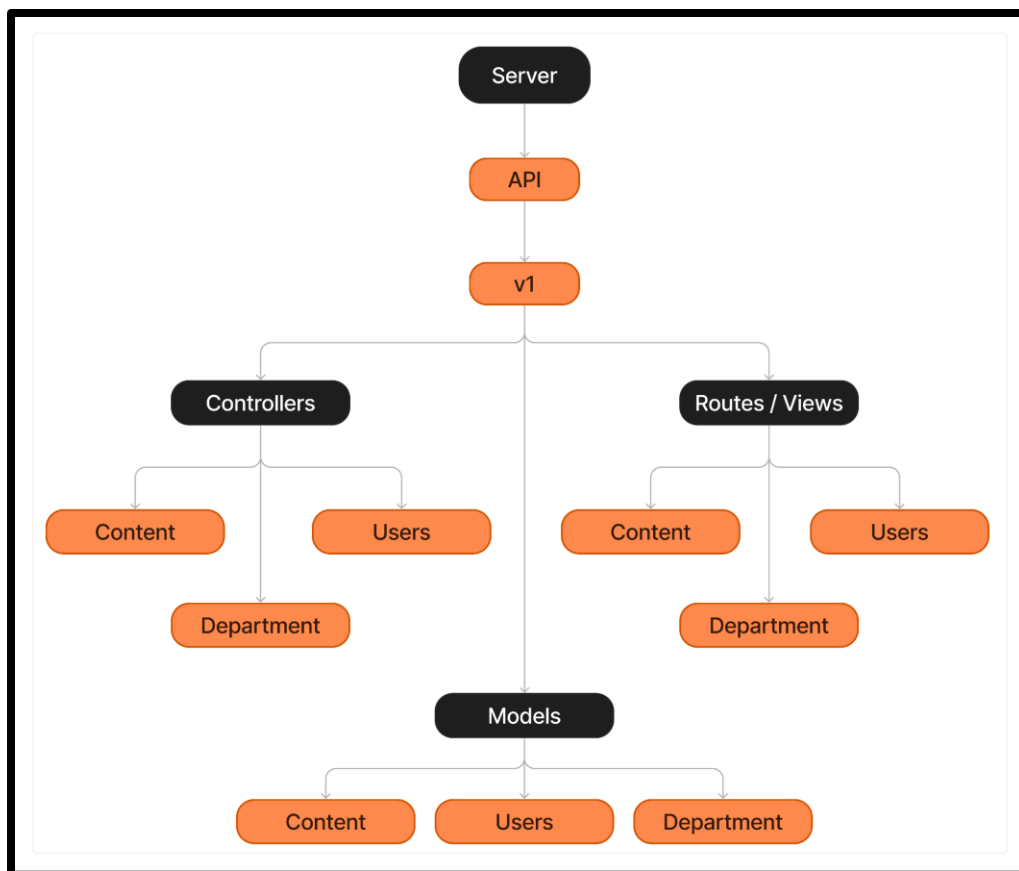 Server
API
v1
Controllers
Routes / Views
Content
Users
Content
Users
Department
Department
Models
Content
Users
Department